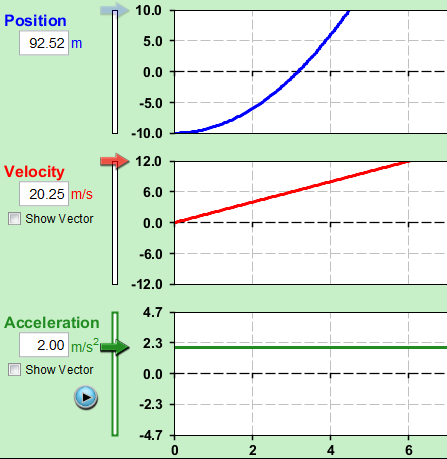 Position
92.52 m
10.0
5.0
0.0
-5.0
-10.0
Velocity
20.25 m/s
Show Vector
12.0
6.0
0.0
-6.0
-12.0
Acceleration
2.00 m/s²
Show Vector
4.7
2.3
0.0
-2.3
-4.7
0 2 4 6